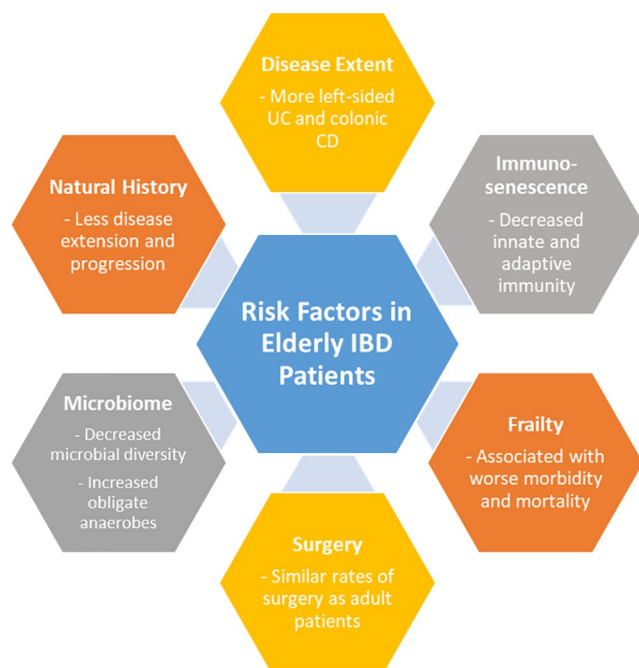 Disease Extent
- More left-sided
UC and colonic
CD
Immuno-
senescence
- Decreased
innate and
adaptive
immunity
Frailty
- Associated with
worse morbidity
and mortality
Surgery
- Similar rates of
surgery as adult
patients
Microbiome
- Decreased
microbial diversity
- Increased
obligate
anaerobes
Natural History
- Less disease
extension and
progression
Risk Factors in
Elderly IBD
Patients